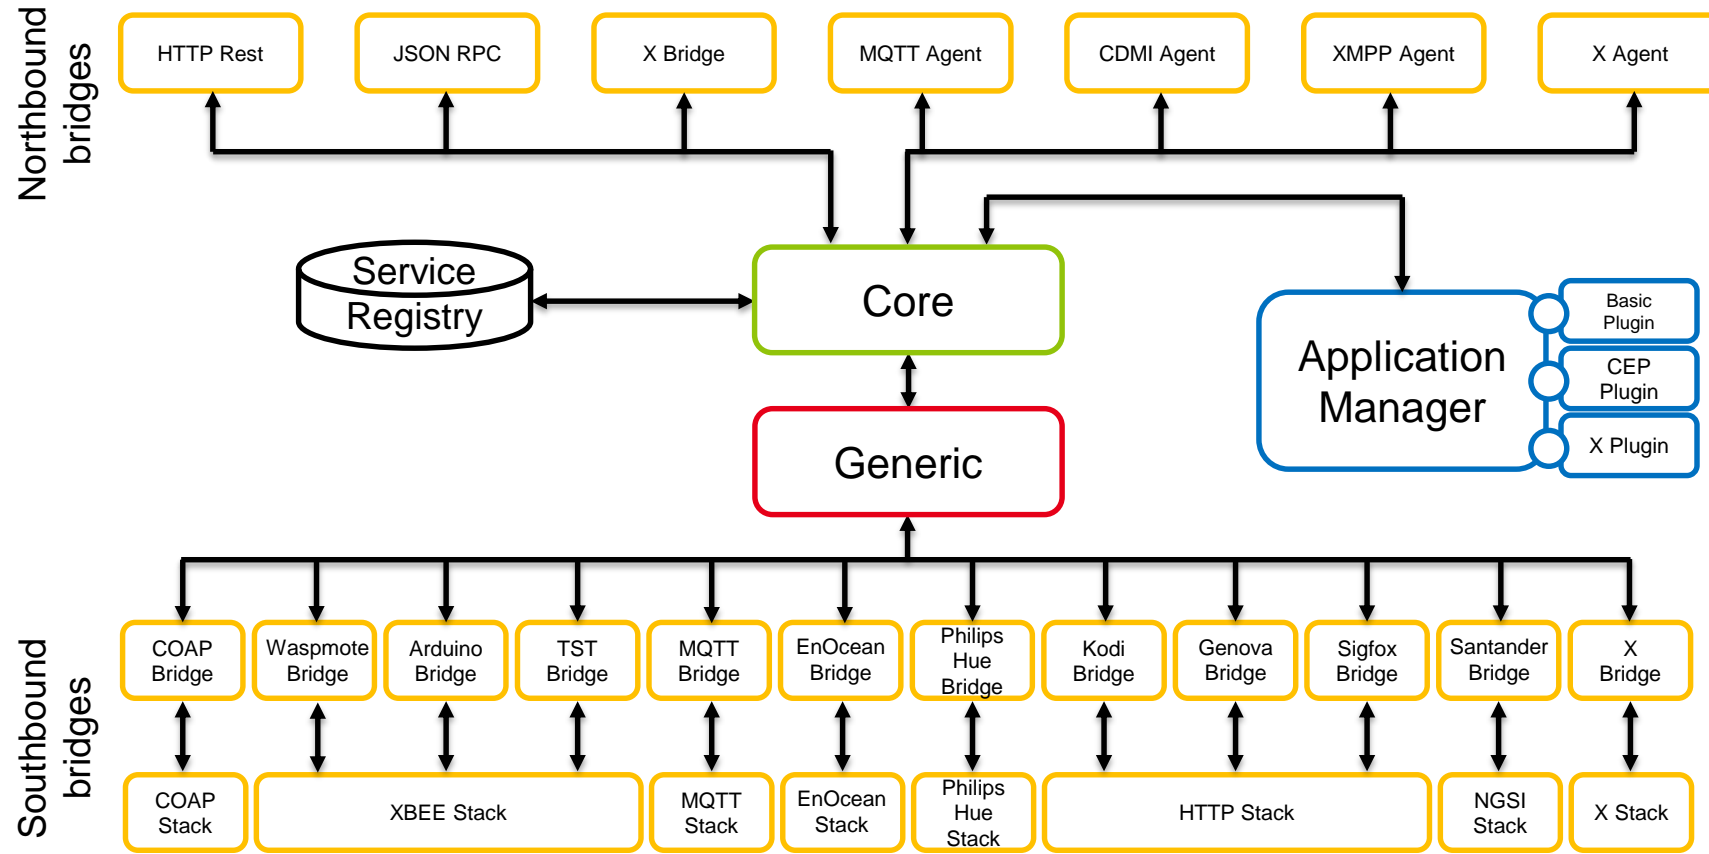 Northbound
bridges
HTTP Rest
JSON RPC
X Bridge
MQTT Agent
CDMI Agent
XMPP Agent
X Agent
Service
Registry
Core
Generic
Application
Manager
Basic
Plugin
CEP
Plugin
X Plugin
Southbound
bridges
COAP
Bridge
Waspmote
Bridge
Arduino
Bridge
TST
Bridge
MQTT
Bridge
EnOcean
Bridge
Philips
Hue
Bridge
Kodi
Bridge
Genova
Bridge
Sigfox
Bridge
Santander
Bridge
X
Bridge
COAP
Stack
XBEE Stack
MQTT
Stack
EnOcean
Stack
Philips
Hue
Stack
HTTP Stack
NGSI
Stack
X Stack